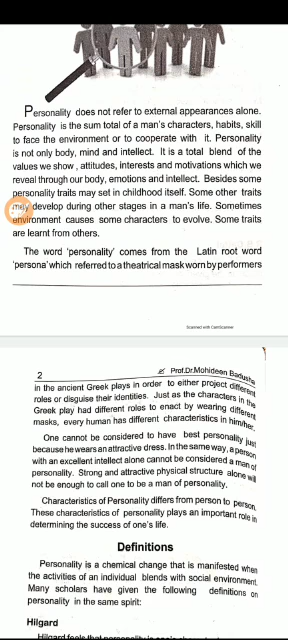 Personality does not refer to external appearances alone.
Personality is the sum total of a man's characters, habits, skill
to face the environment or to cooperate with it. Personality
is not only body, mind and intellect. It is a total blend of the
values we show , attitudes, interests and motivations which we
reveal through our body, emotions and intellect. Besides some
personality traits may set in childhood itself. Some other traits
may develop during other stages in a man's life. Sometimes
environment causes some characters to evolve. Some traits
are learnt from others.
The word 'personality' comes from the Latin root word
'persona' which referred to a theatrical mask worn by performers
Scanned with CamScanner
2
Prof.Dr.Mohideen Badusha
in the ancient Greek plays in order to either project different
roles or disguise their identities. Just as the characters in the
Greek play had different roles to enact by wearing different
masks, every human has different characteristics in him/her.
One cannot be considered to have best personality just
because he wears an attractive dress. In the same way, a person
with an excellent intellect alone cannot be considered a man of
personality. Strong and attractive physical structure alone will
not be enough to call one to be a man of personality.
Characteristics of Personality differs from person to person.
These characteristics of personality plays an important role in
determining the success of one's life.
Definitions
Personality is a chemical change that is manifested when
the activities of an individual blends with social environment.
Many scholars have given the following definitions on
personality in the same spirit:
Hilgard
Hilgard feels that personality is